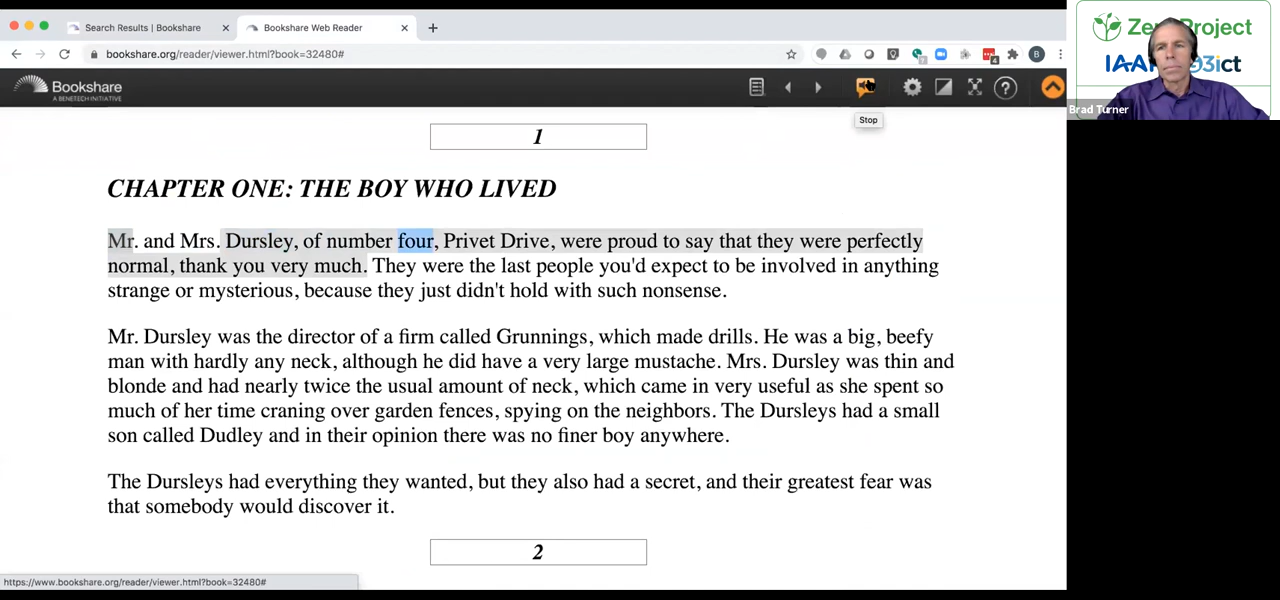 Search Results | Bookshare
Bookshare Web Reader
bookshare.org/reader/viewer.html?book=32480#
B
Bookshare
A BENETECH INITIATIVE
Stop
Brad Turner
1
CHAPTER ONE: THE BOY WHO LIVED
Mr. and Mrs. Dursley, of number four, Privet Drive, were proud to say that they were perfectly
normal, thank you very much. They were the last people you'd expect to be involved in anything
strange or mysterious, because they just didn't hold with such nonsense.
Mr. Dursley was the director of a firm called Grunnings, which made drills. He was a big, beefy
man with hardly any neck, although he did have a very large mustache. Mrs. Dursley was thin and
blonde and had nearly twice the usual amount of neck, which came in very useful as she spent so
much of her time craning over garden fences, spying on the neighbors. The Dursleys had a small
son called Dudley and in their opinion there was no finer boy anywhere.
The Dursleys had everything they wanted, but they also had a secret, and their greatest fear was
that somebody would discover it.
2
https://www.bookshare.org/reader/viewer.html?book=32480#